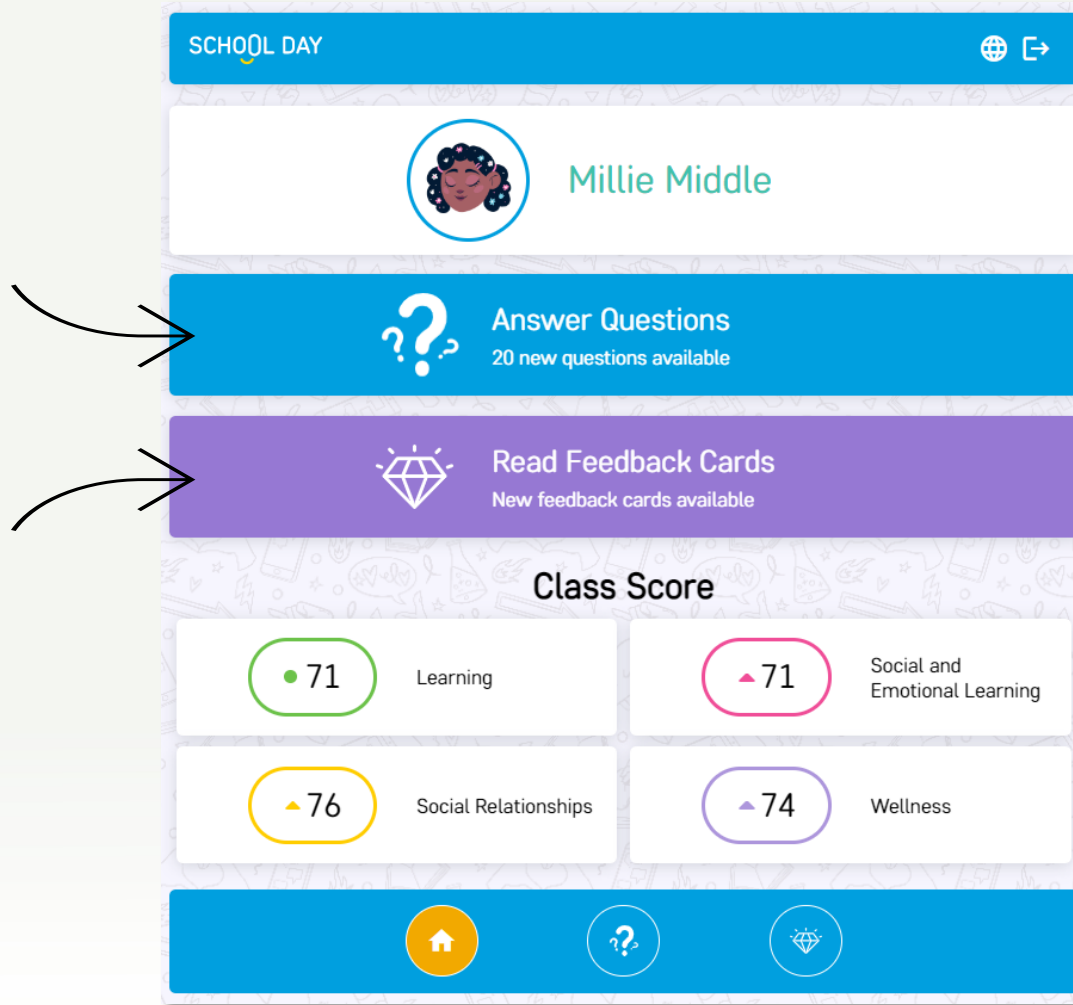 SCHOOL DAY
Millie Middle
Answer Questions
20 new questions available
Read Feedback Cards
New feedback cards available
Class Score
71
Learning
71
Social and
Emotional Learning
76
Social Relationships
74
Wellness